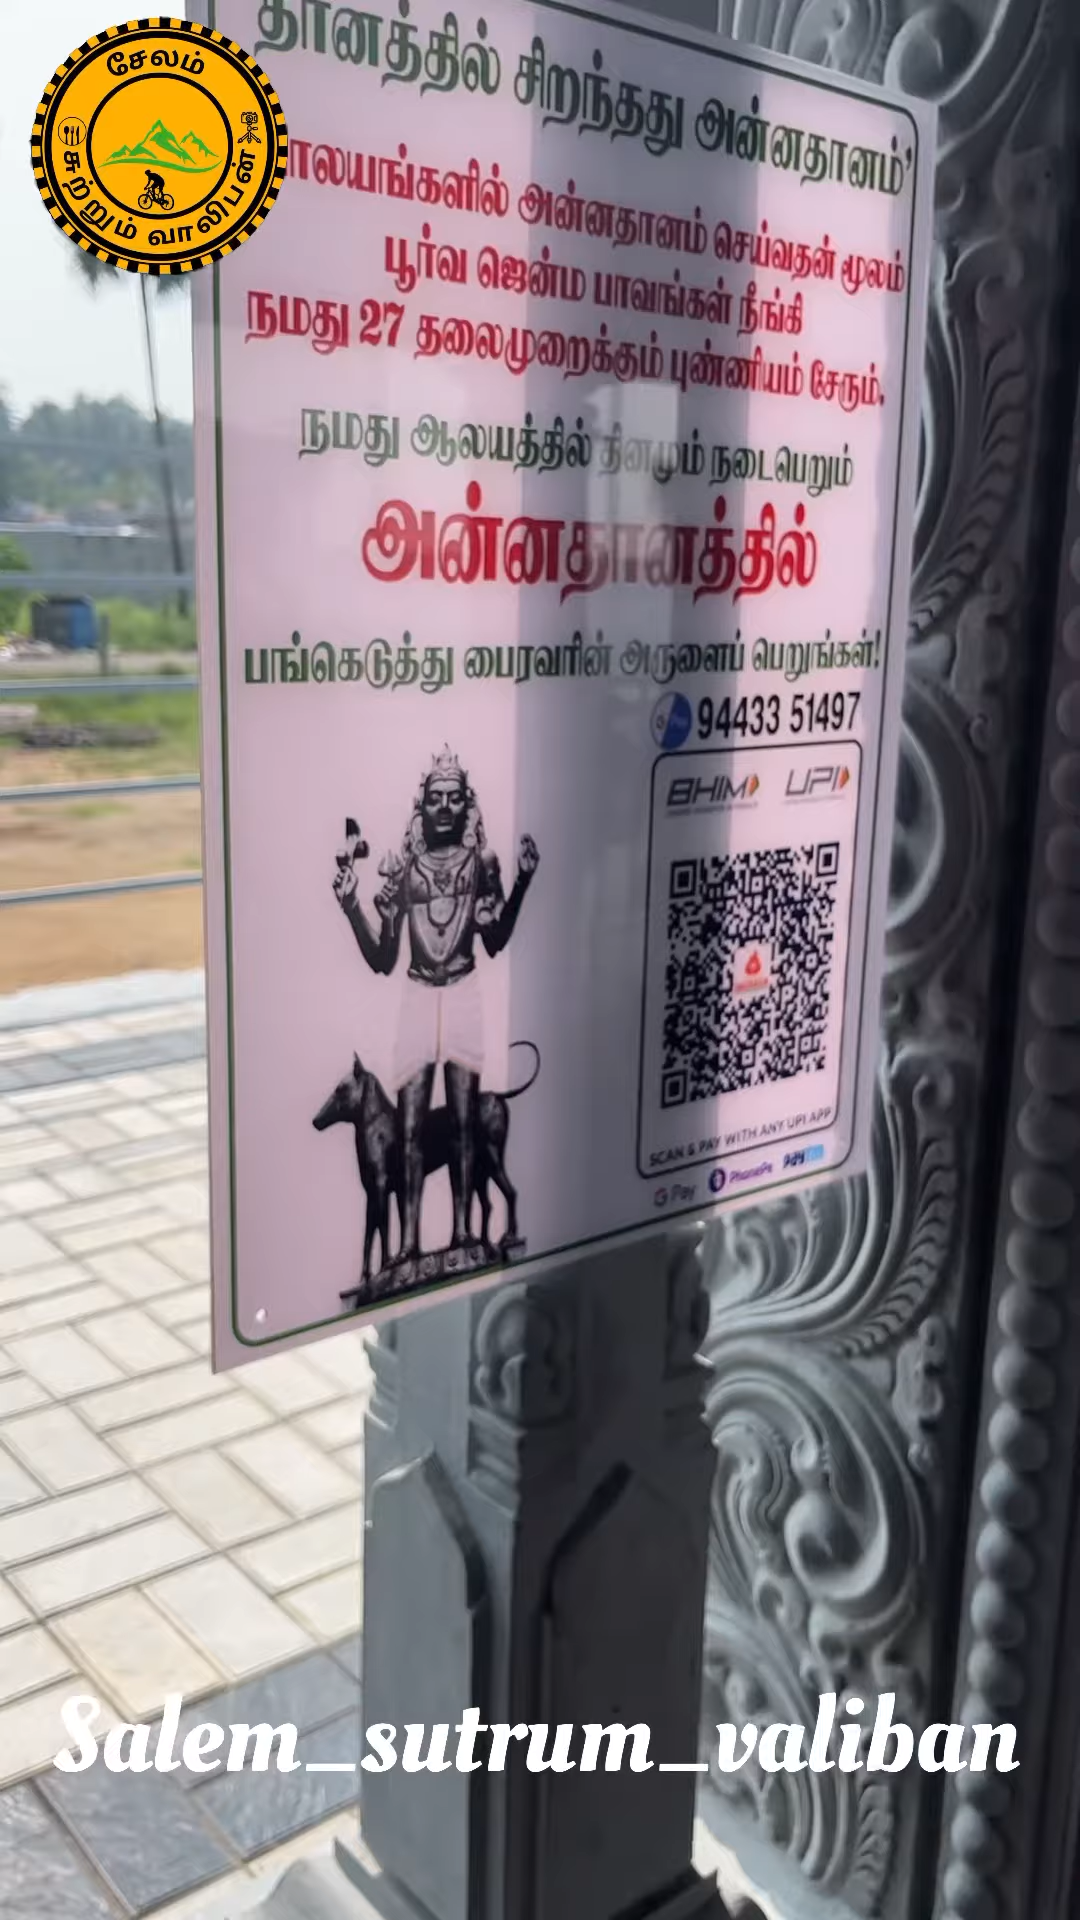 சேலம்
சுற்றும் வாலிபன்
தானத்தில் சிறந்தது அன்னதானம்'
லயங்களில் அன்னதானம் செய்வதன் மூலம்
பூர்வ ஜென்ம பாவங்கள் நீங்கி
நமது 27 தலைமுறைக்கும் புண்ணியம் சேரும்.
நமது ஆலயத்தில் தினமும் நடைபெறும்
அன்னதானத்தில்
பங்கெடுத்து பைரவரின் அருளைப் பெறுங்கள்!
G Pay 94433 51497
BHIM UPI
SCAN & PAY WITH ANY UPI APP
G Pay PhonePe Paytm
Salem_sutrum_valiban